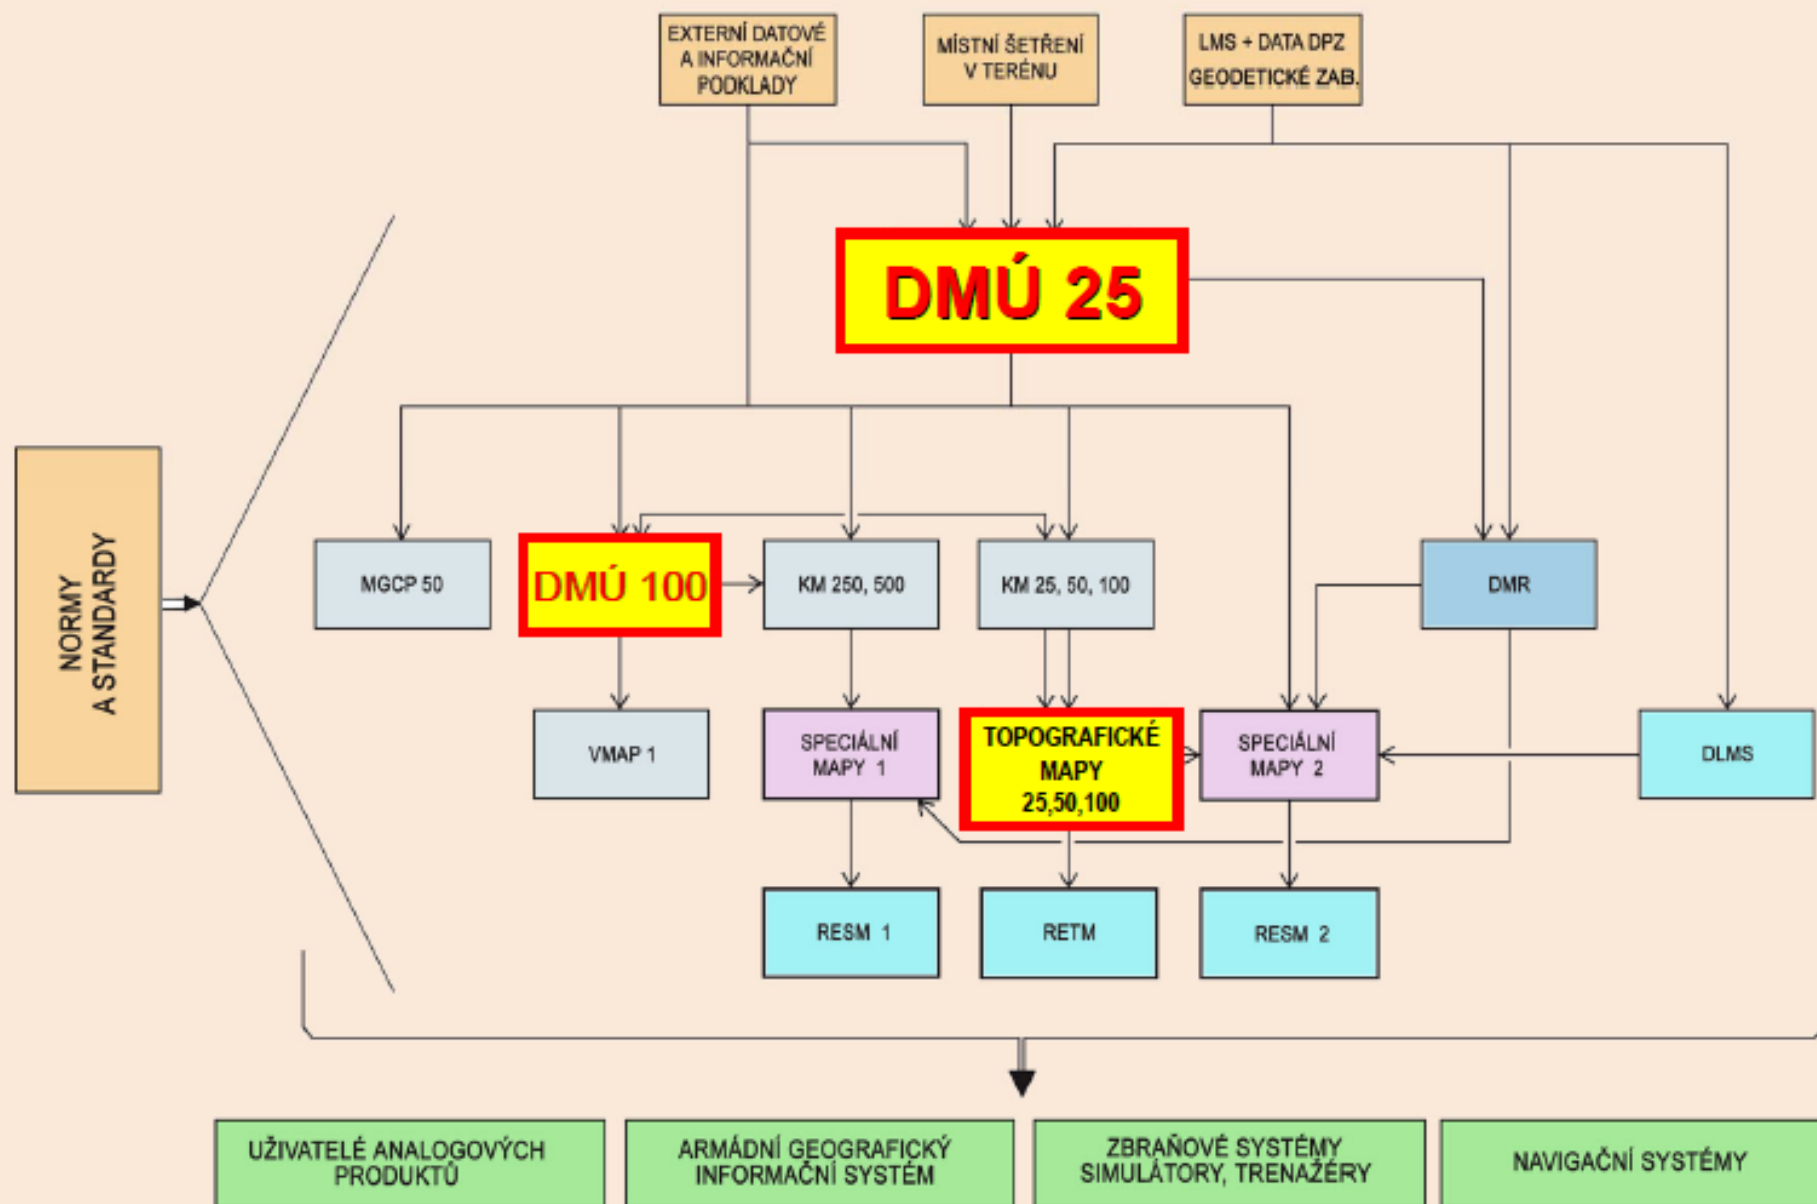 EXTERNÍ DATOVÉ
A INFORMAČNÍ
PODKLADY
MÍSTNÍ ŠETŘENÍ
V TERÉNU
LMS + DATA DPZ
GEODETICKÉ ZAB.
DMÚ 25
NORMY
A STANDARDY
MGCP 50
DMÚ 100
KM 250, 500
KM 25, 50, 100
DMR
VMAP 1
SPECIÁLNÍ
MAPY 1
TOPOGRAFICKÉ
MAPY
25,50,100
SPECIÁLNÍ
MAPY 2
DLMS
RESM 1
RETM
RESM 2
UŽIVATELÉ ANALOGOVÝCH
PRODUKTŮ
ARMÁDNÍ GEOGRAFICKÝ
INFORMAČNÍ SYSTÉM
ZBRAŇOVÉ SYSTÉMY
SIMULÁTORY, TRENAŽÉRY
NAVIGAČNÍ SYSTÉMY